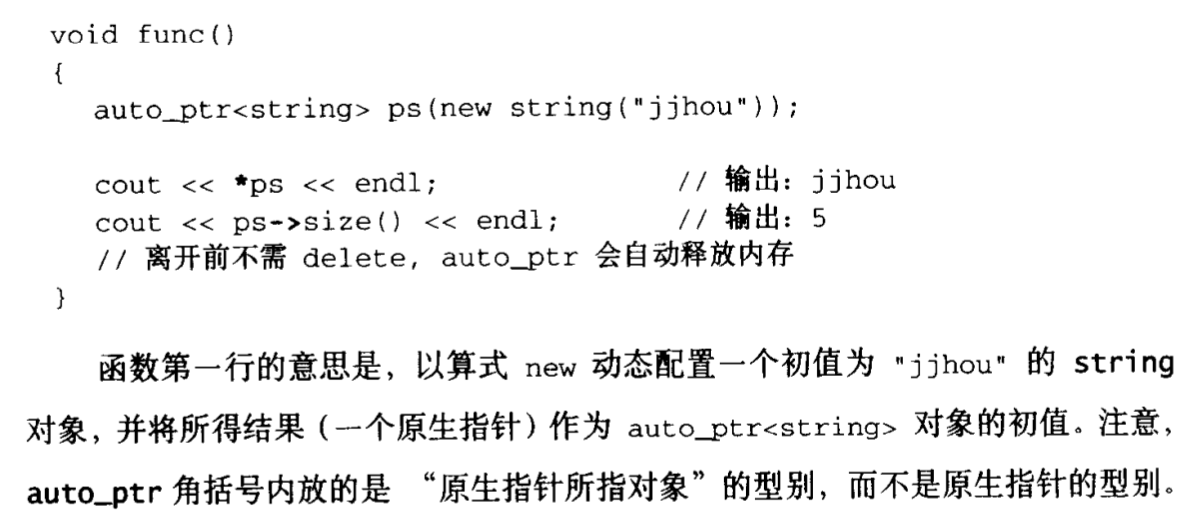 void func()
{
auto_ptr<string> ps(new string("jjhou"));
cout << *ps << endl; // 输出：jjhou
cout << ps->size() << endl; // 输出：5
// 离开前不需 delete, auto_ptr 会自动释放内存
}
函数第一行的意思是，以算式 new 动态配置一个初值为 "jjhou" 的 string
对象，并将所得结果（一个原生指针）作为 auto_ptr<string> 对象的初值。注意，
auto_ptr 角括号内放的是 “原生指针所指对象”的型别，而不是原生指针的型别。